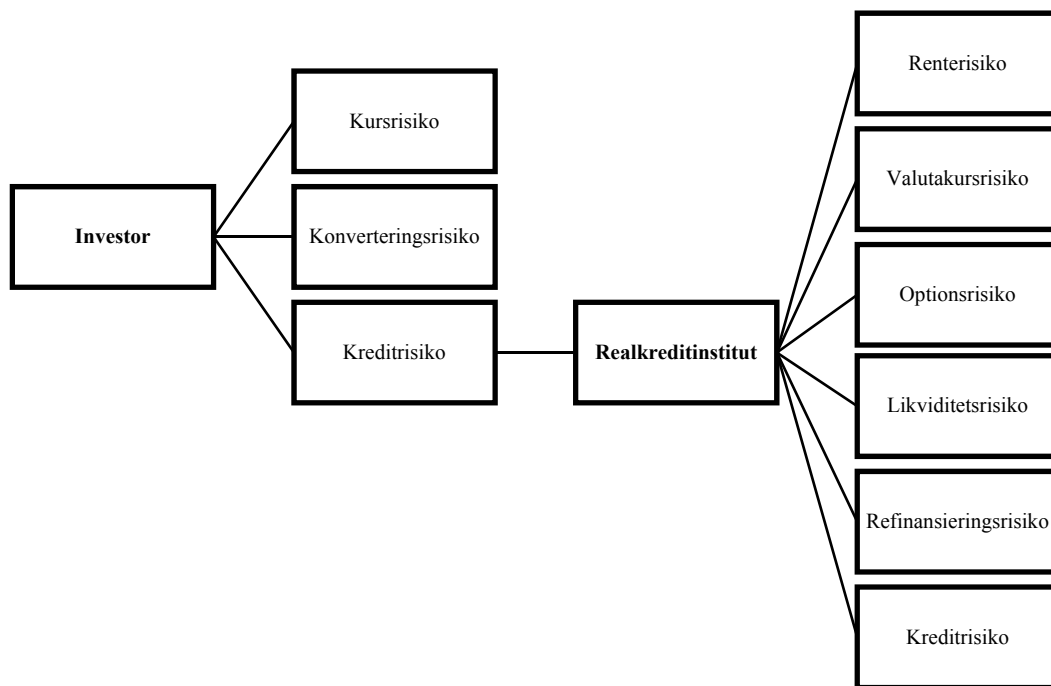 Investor
Kursrisiko
Konverteringsrisiko
Kreditrisiko
Realkreditinstitut
Renterisiko
Valutakursrisiko
Optionsrisiko
Likviditetsrisiko
Refinansieringsrisiko
Kreditrisiko